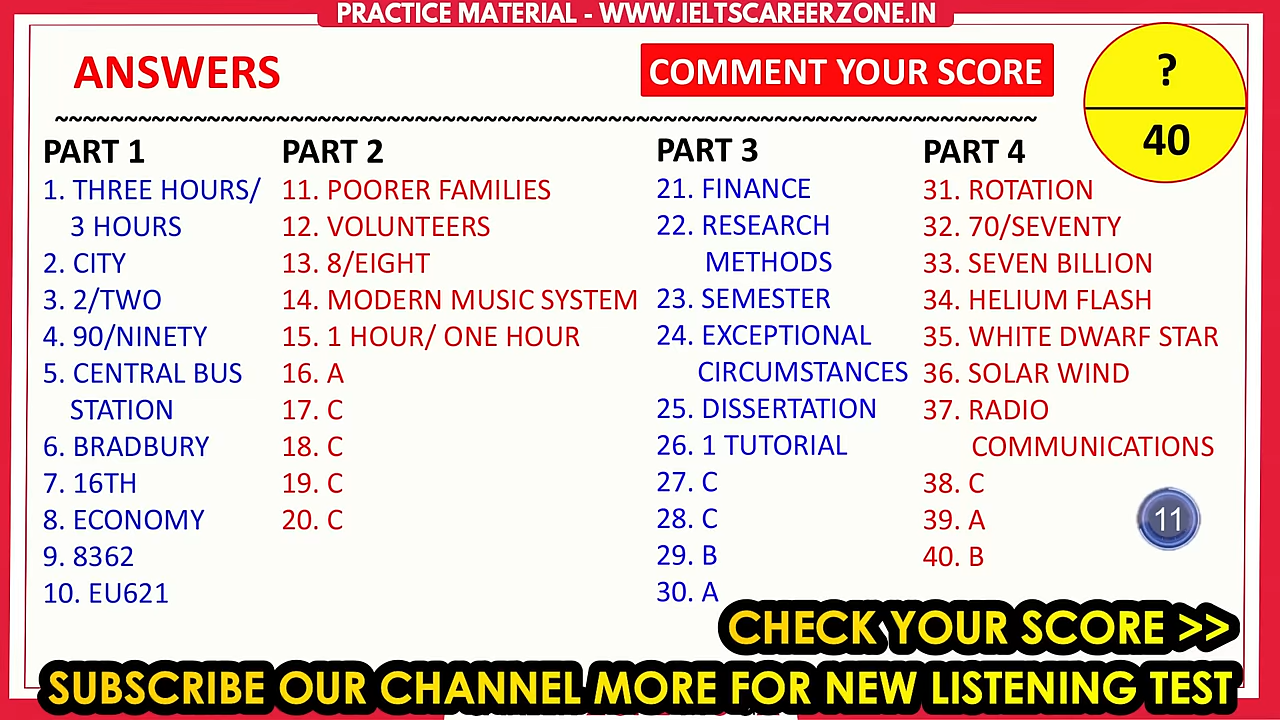 PRACTICE MATERIAL - WWW.IELTSCAREERZONE.IN
ANSWERS
COMMENT YOUR SCORE
?
40
~~~~~~~~~~~~~~~~~~~~~~~~~~~~~~~~~~~~~~~~~~~~~~~~~~~~~~~~~~~~~~~~~~~~~~
PART 1
1. THREE HOURS/
3 HOURS
2. CITY
3. 2/TWO
4. 90/NINETY
5. CENTRAL BUS
STATION
6. BRADBURY
7. 16TH
8. ECONOMY
9. 8362
10. EU621
PART 2
11. POORER FAMILIES
12. VOLUNTEERS
13. 8/EIGHT
14. MODERN MUSIC SYSTEM
15. 1 HOUR/ ONE HOUR
16. A
17. C
18. C
19. C
20. C
PART 3
21. FINANCE
22. RESEARCH
METHODS
23. SEMESTER
24. EXCEPTIONAL
CIRCUMSTANCES
25. DISSERTATION
26. 1 TUTORIAL
27. C
28. C
29. B
30. A
PART 4
31. ROTATION
32. 70/SEVENTY
33. SEVEN BILLION
34. HELIUM FLASH
35. WHITE DWARF STAR
36. SOLAR WIND
37. RADIO
COMMUNICATIONS
38. C
39. A
40. B
11
CHECK YOUR SCORE >>
SUBSCRIBE OUR CHANNEL MORE FOR NEW LISTENING TEST